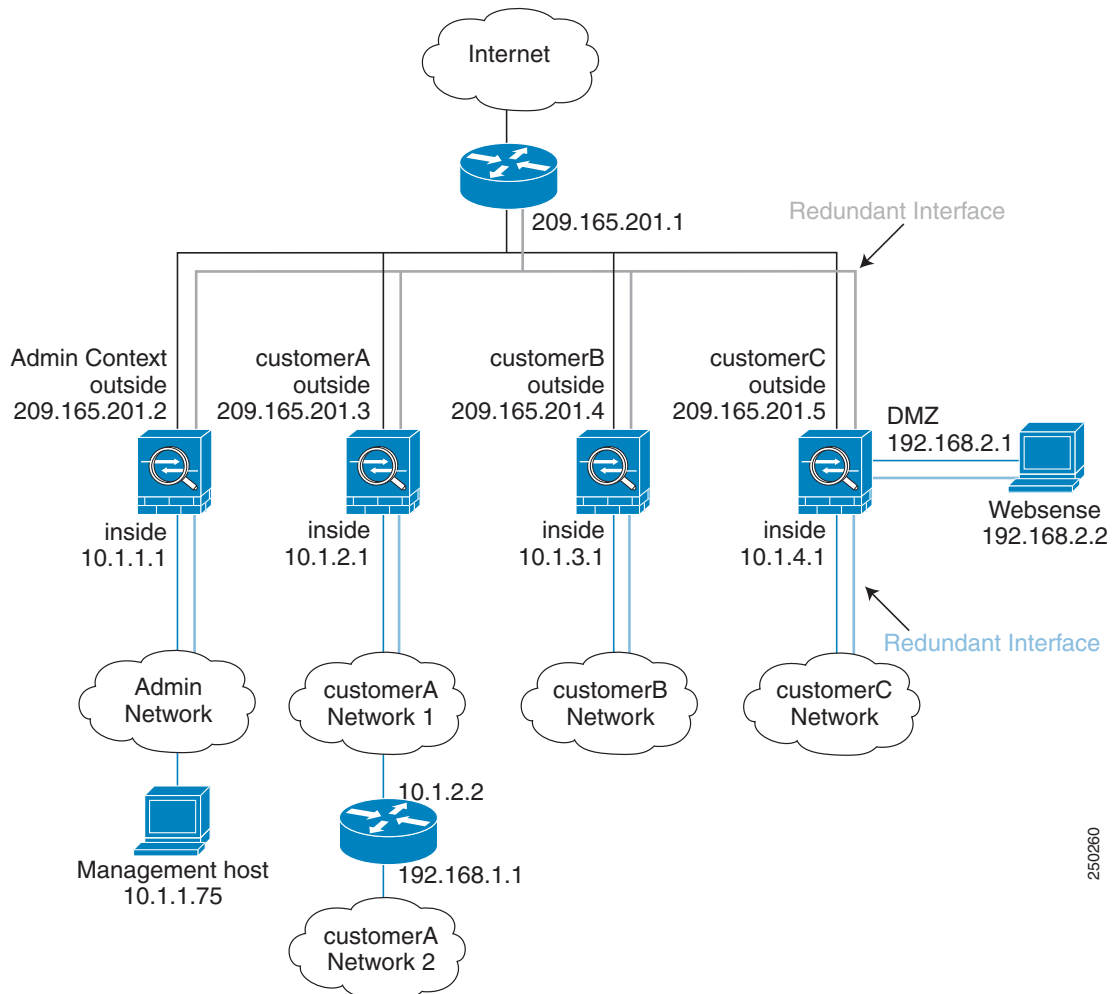 Internet
209.165.201.1
Redundant Interface
Admin Context
outside
209.165.201.2
customerA
outside
209.165.201.3
customerB
outside
209.165.201.4
customerC
outside
209.165.201.5
DMZ
192.168.2.1
Websense
192.168.2.2
inside
10.1.1.1
inside
10.1.2.1
inside
10.1.3.1
inside
10.1.4.1
Redundant Interface
Admin
Network
customerA
Network 1
customerB
Network
customerC
Network
10.1.2.2
192.168.1.1
Management host
10.1.1.75
customerA
Network 2
250260